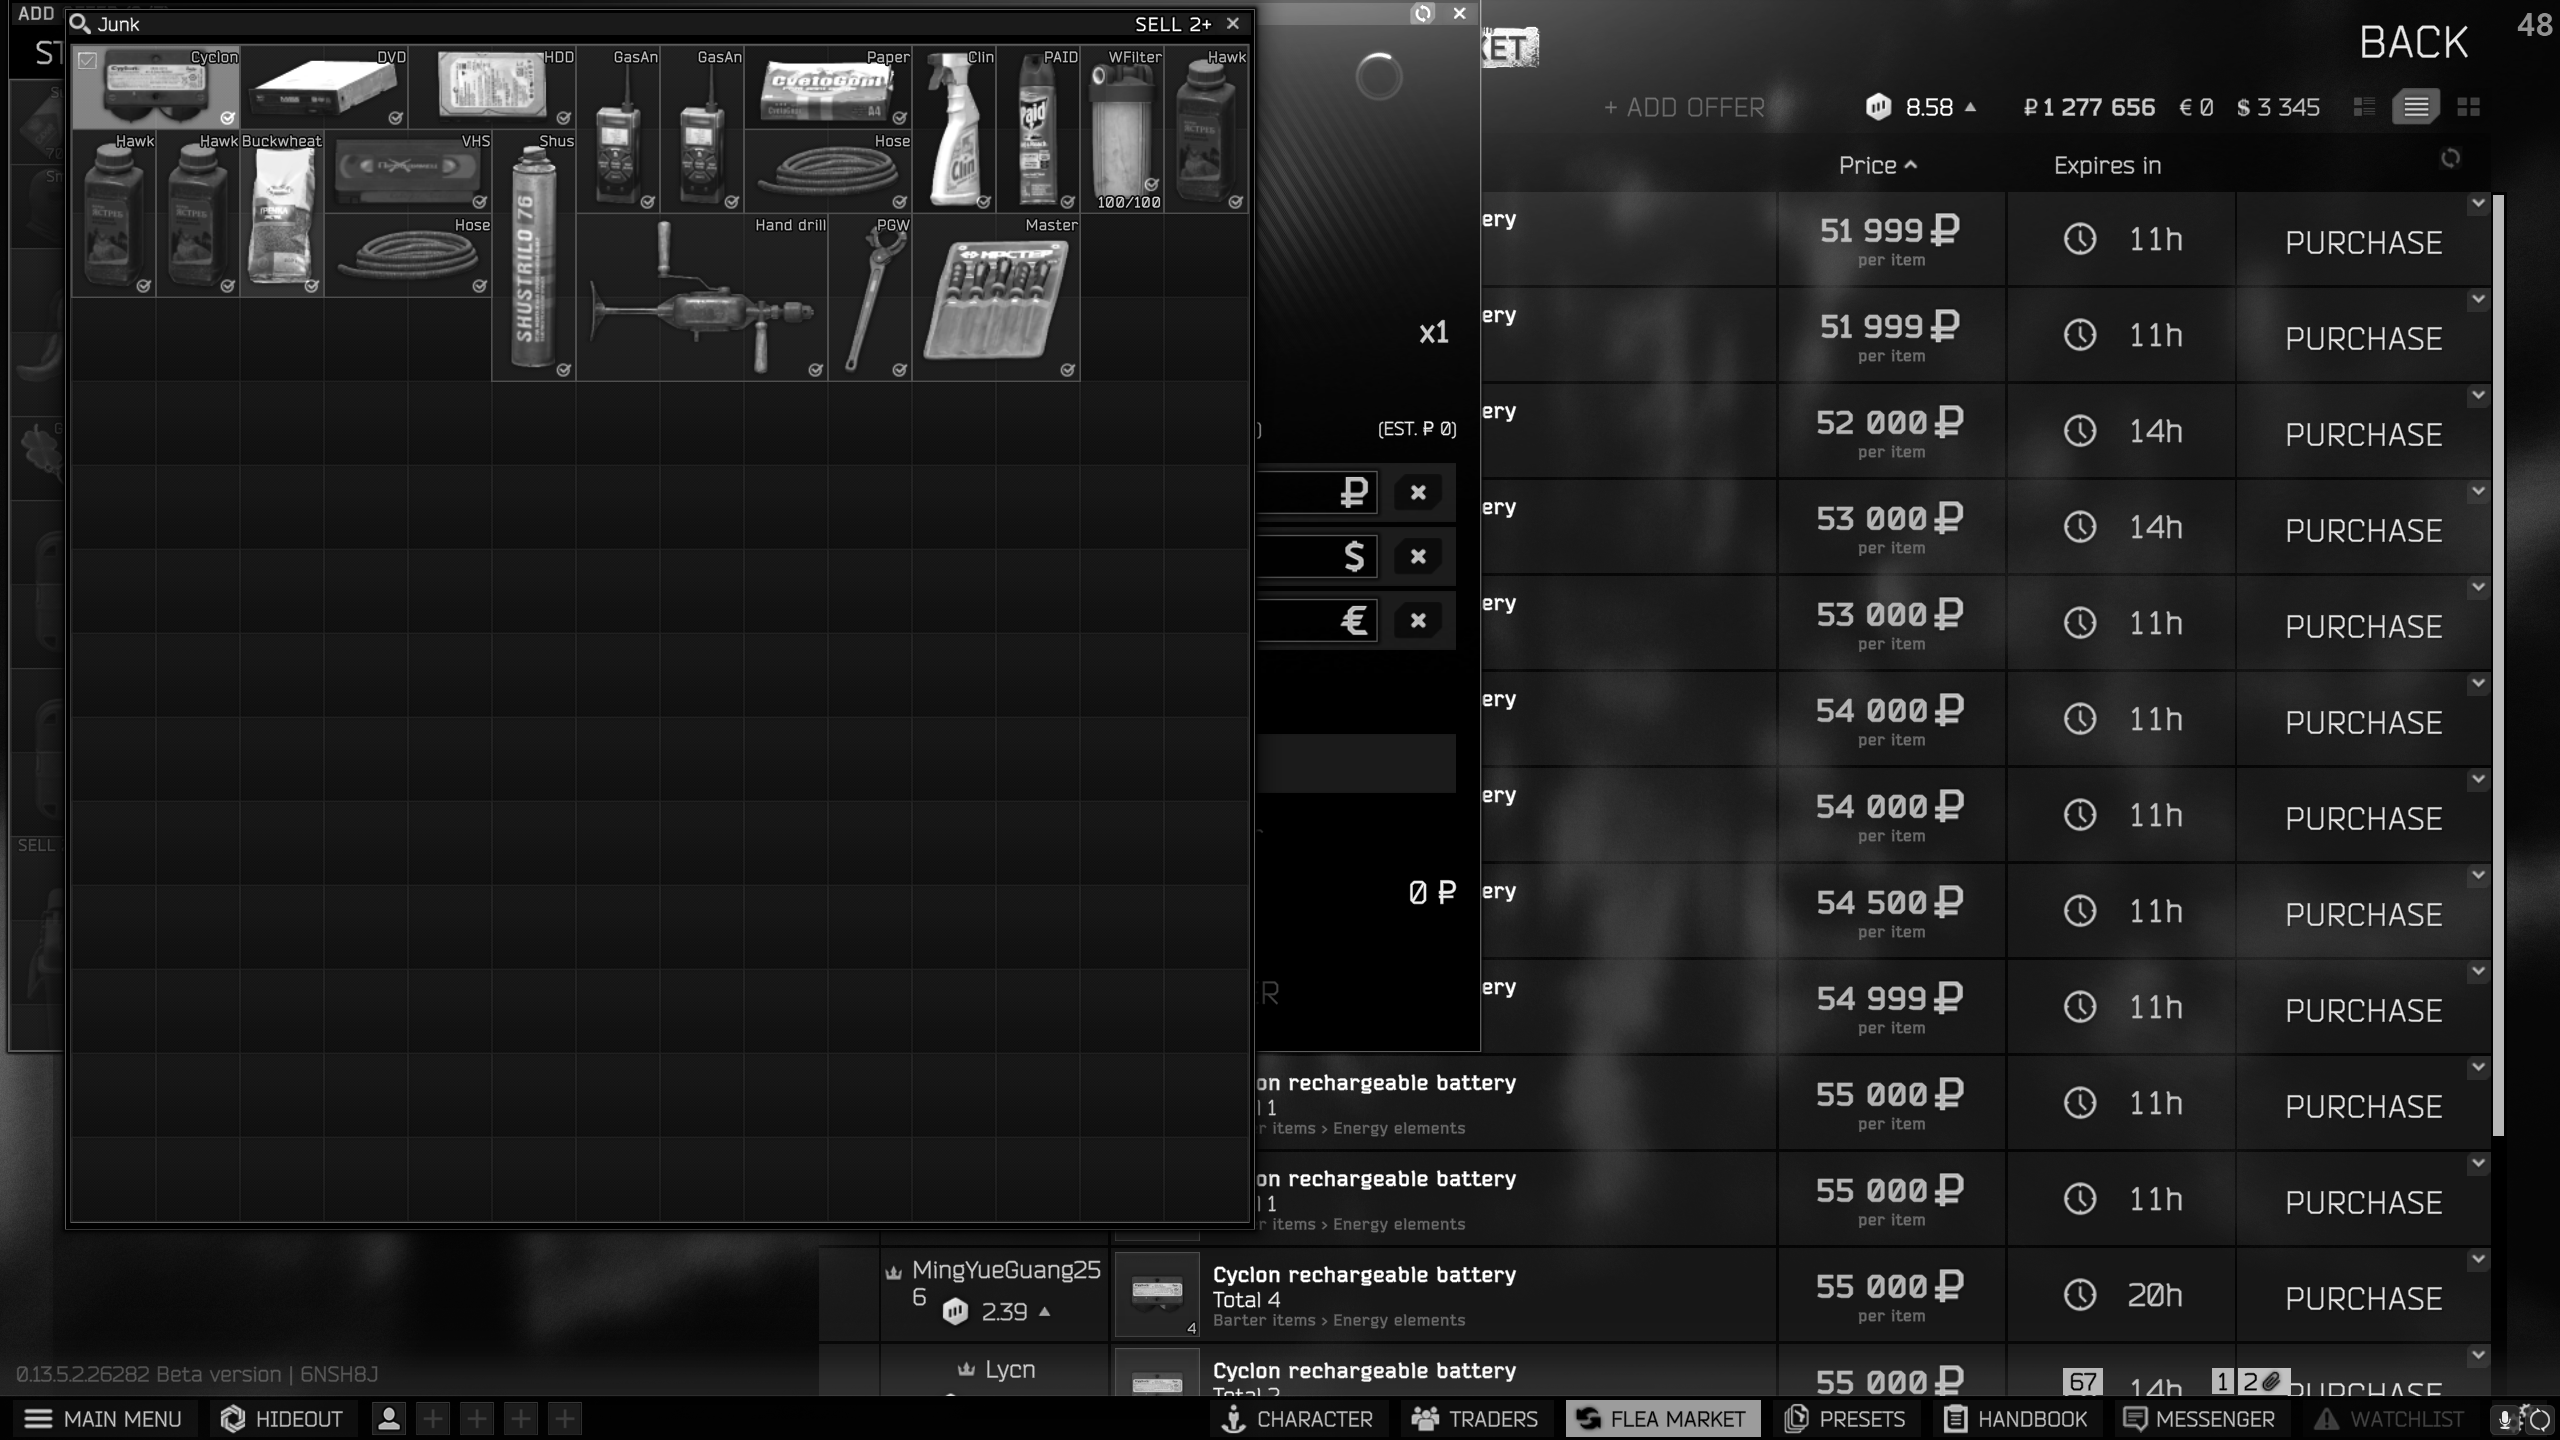 ADD
Junk
SELL 2+
Cyclon
DVD
HDD
GasAn
GasAn
Paper
Clin
PAID
WFilter
Hawk
100/100
Hawk
Hawk
Buckwheat
VHS
Shus
Hose
Hose
Hand drill
PGW
Master
SHUSTRILO 76
Paid
Clin
A4
МАСТЕР
x1
(EST. ₽ 0)
₽
$
€
0 ₽
ER
SELL
BACK
48
+ ADD OFFER
8.58
₽ 1 277 656
€ 0
$ 3 345
Price
Expires in
ery
51 999 ₽
per item
11h
PURCHASE
ery
51 999 ₽
per item
11h
PURCHASE
ery
52 000 ₽
per item
14h
PURCHASE
ery
53 000 ₽
per item
14h
PURCHASE
ery
53 000 ₽
per item
11h
PURCHASE
ery
54 000 ₽
per item
11h
PURCHASE
ery
54 000 ₽
per item
11h
PURCHASE
ery
54 500 ₽
per item
11h
PURCHASE
ery
54 999 ₽
per item
11h
PURCHASE
on rechargeable battery
l 1
r items > Energy elements
55 000 ₽
per item
11h
PURCHASE
on rechargeable battery
l 1
r items > Energy elements
55 000 ₽
per item
11h
PURCHASE
MingYueGuang25
6
2.39
4
Cyclon rechargeable battery
Total 4
Barter items > Energy elements
55 000 ₽
per item
20h
PURCHASE
Lycn
Cyclon rechargeable battery
Total 2
55 000 ₽
14h
PURCHASE
67
1
2
0.13.5.2.26282 Beta version | 6NSH8J
MAIN MENU
HIDEOUT
CHARACTER
TRADERS
FLEA MARKET
PRESETS
HANDBOOK
MESSENGER
WATCHLIST